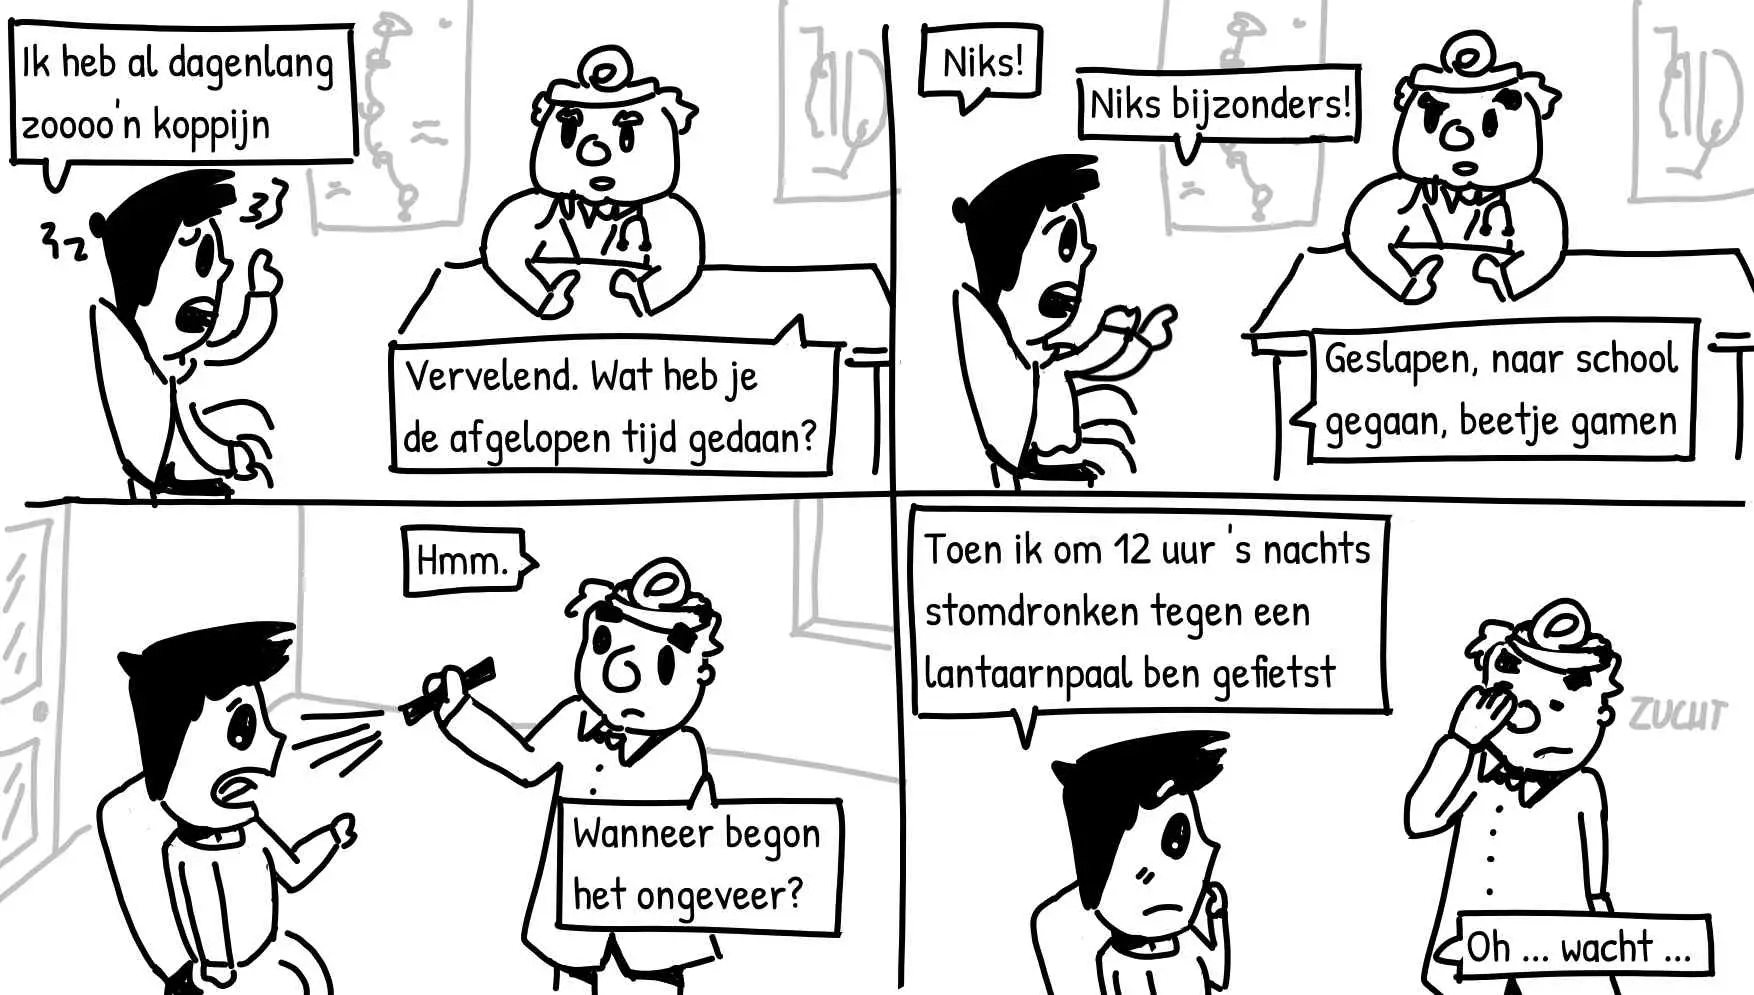 Ik heb al dagenlang
zoooo'n koppijn
Vervelend. Wat heb je
de afgelopen tijd gedaan?
Niks!
Niks bijzonders!
Geslapen, naar school
gegaan, beetje gamen
Hmm.
Wanneer begon
het ongeveer?
Toen ik om 12 uur 's nachts
stomdronken tegen een
lantaarnpaal ben gefietst
ZUCHT
Oh ... wacht ...